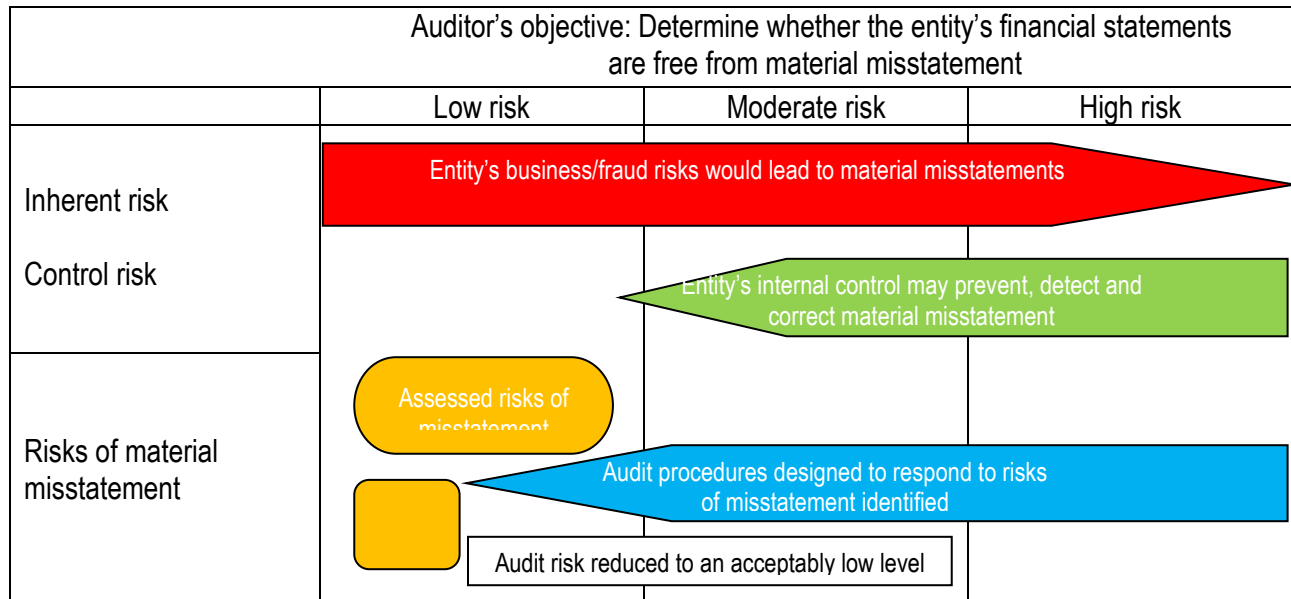 Auditor’s objective: Determine whether the entity’s financial statements
are free from material misstatement
Low risk
Moderate risk
High risk
Inherent risk
Entity’s business/fraud risks would lead to material misstatements
Control risk
Entity’s internal control may prevent, detect and
correct material misstatement
Assessed risks of
misstatement
Risks of material
misstatement
Audit procedures designed to respond to risks
of misstatement identified
Audit risk reduced to an acceptably low level